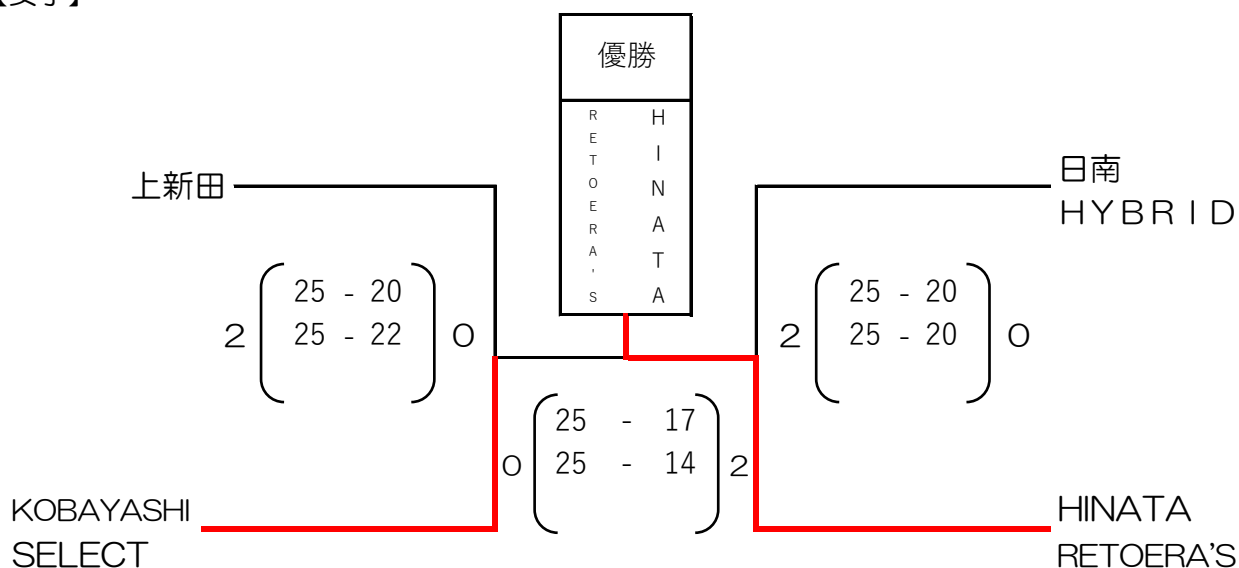 優勝
HINATA
RETOERA'S
上新田
日南
HYBRID
2 25 - 20 0
25 - 22
2 25 - 20 0
25 - 20
0 25 - 17 2
25 - 14
KOBAYASHI
SELECT
HINATA
RETOERA'S